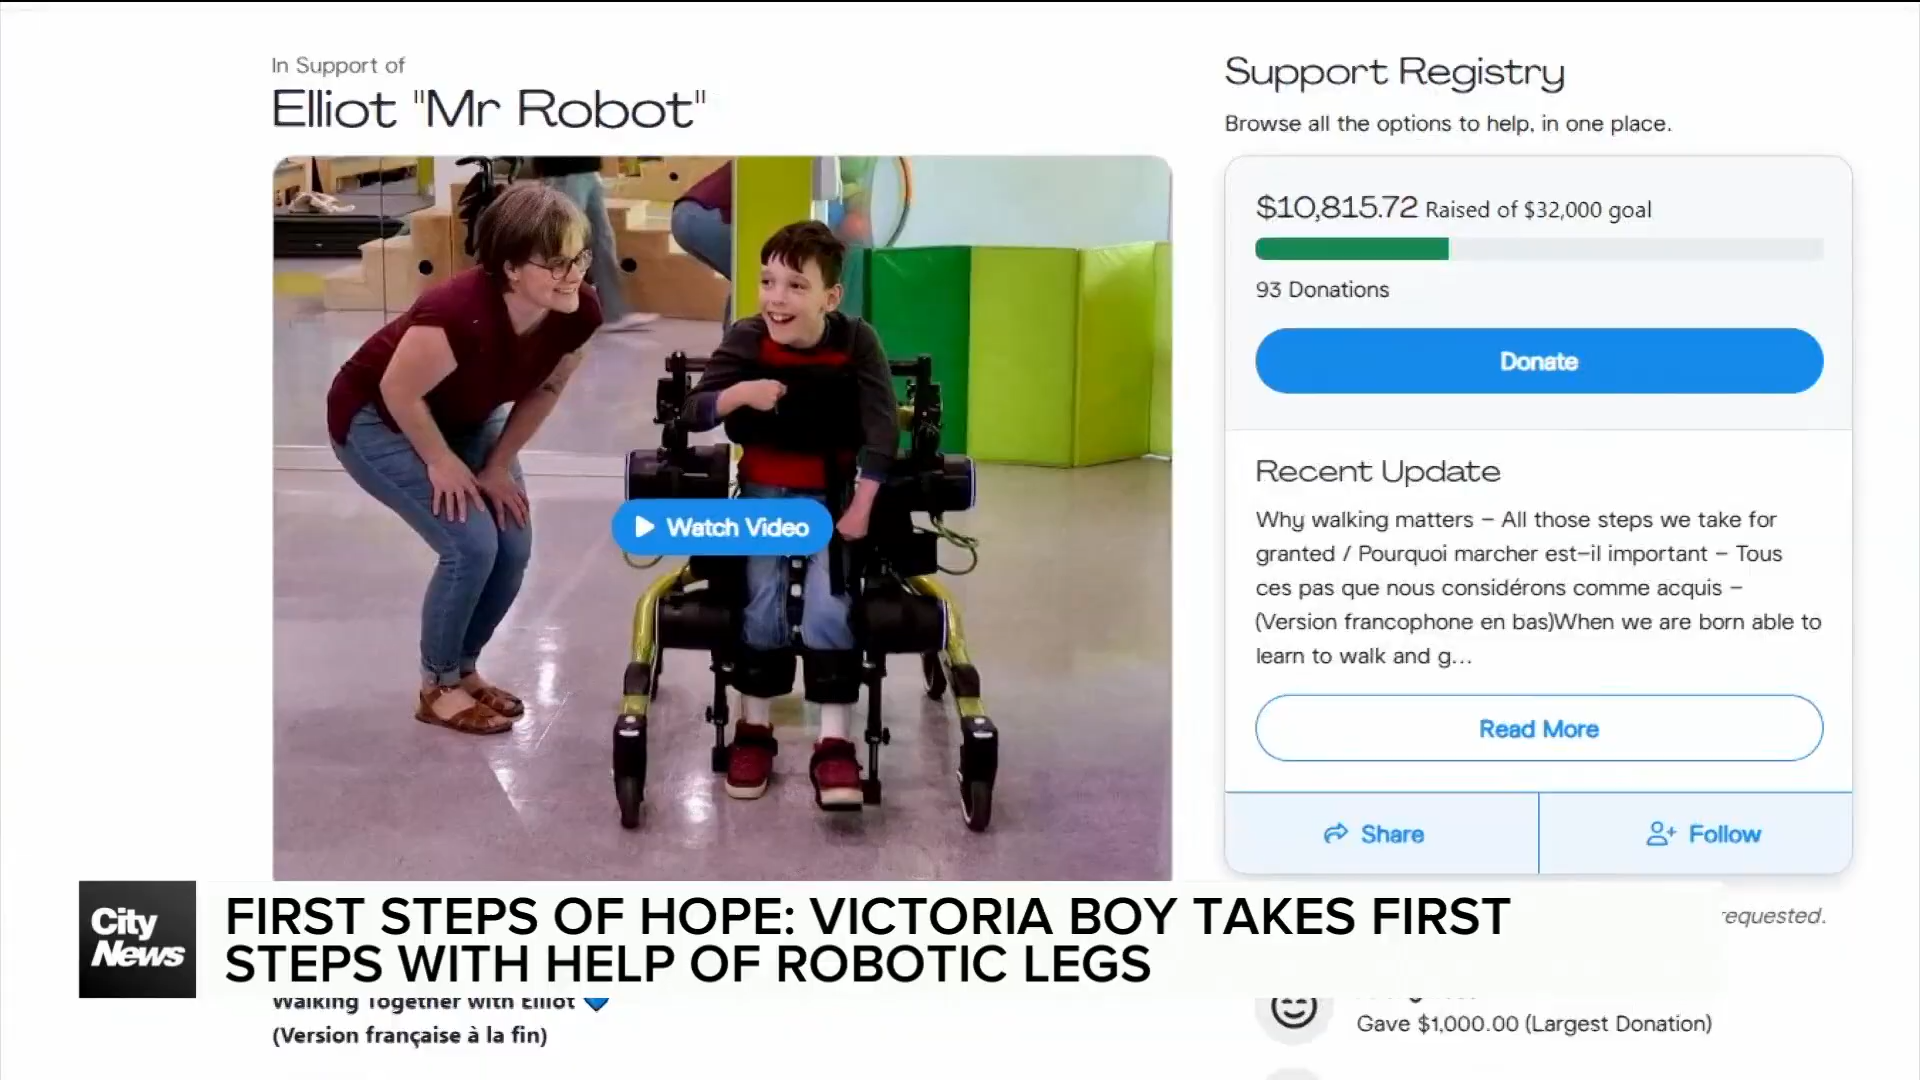 In Support of
Elliot "Mr Robot"
Watch Video
Support Registry
Browse all the options to help, in one place.
$10,815.72 Raised of $32,000 goal
93 Donations
Donate
Recent Update
Why walking matters – All those steps we take for
granted / Pourquoi marcher est-il important – Tous
ces pas que nous considérons comme acquis –
(Version francophone en bas)When we are born able to
learn to walk and g...
Read More
Share
Follow
requested.
City
News
FIRST STEPS OF HOPE: VICTORIA BOY TAKES FIRST
STEPS WITH HELP OF ROBOTIC LEGS
Walking Together with Elliot
(Version française à la fin)
Gave $1,000.00 (Largest Donation)